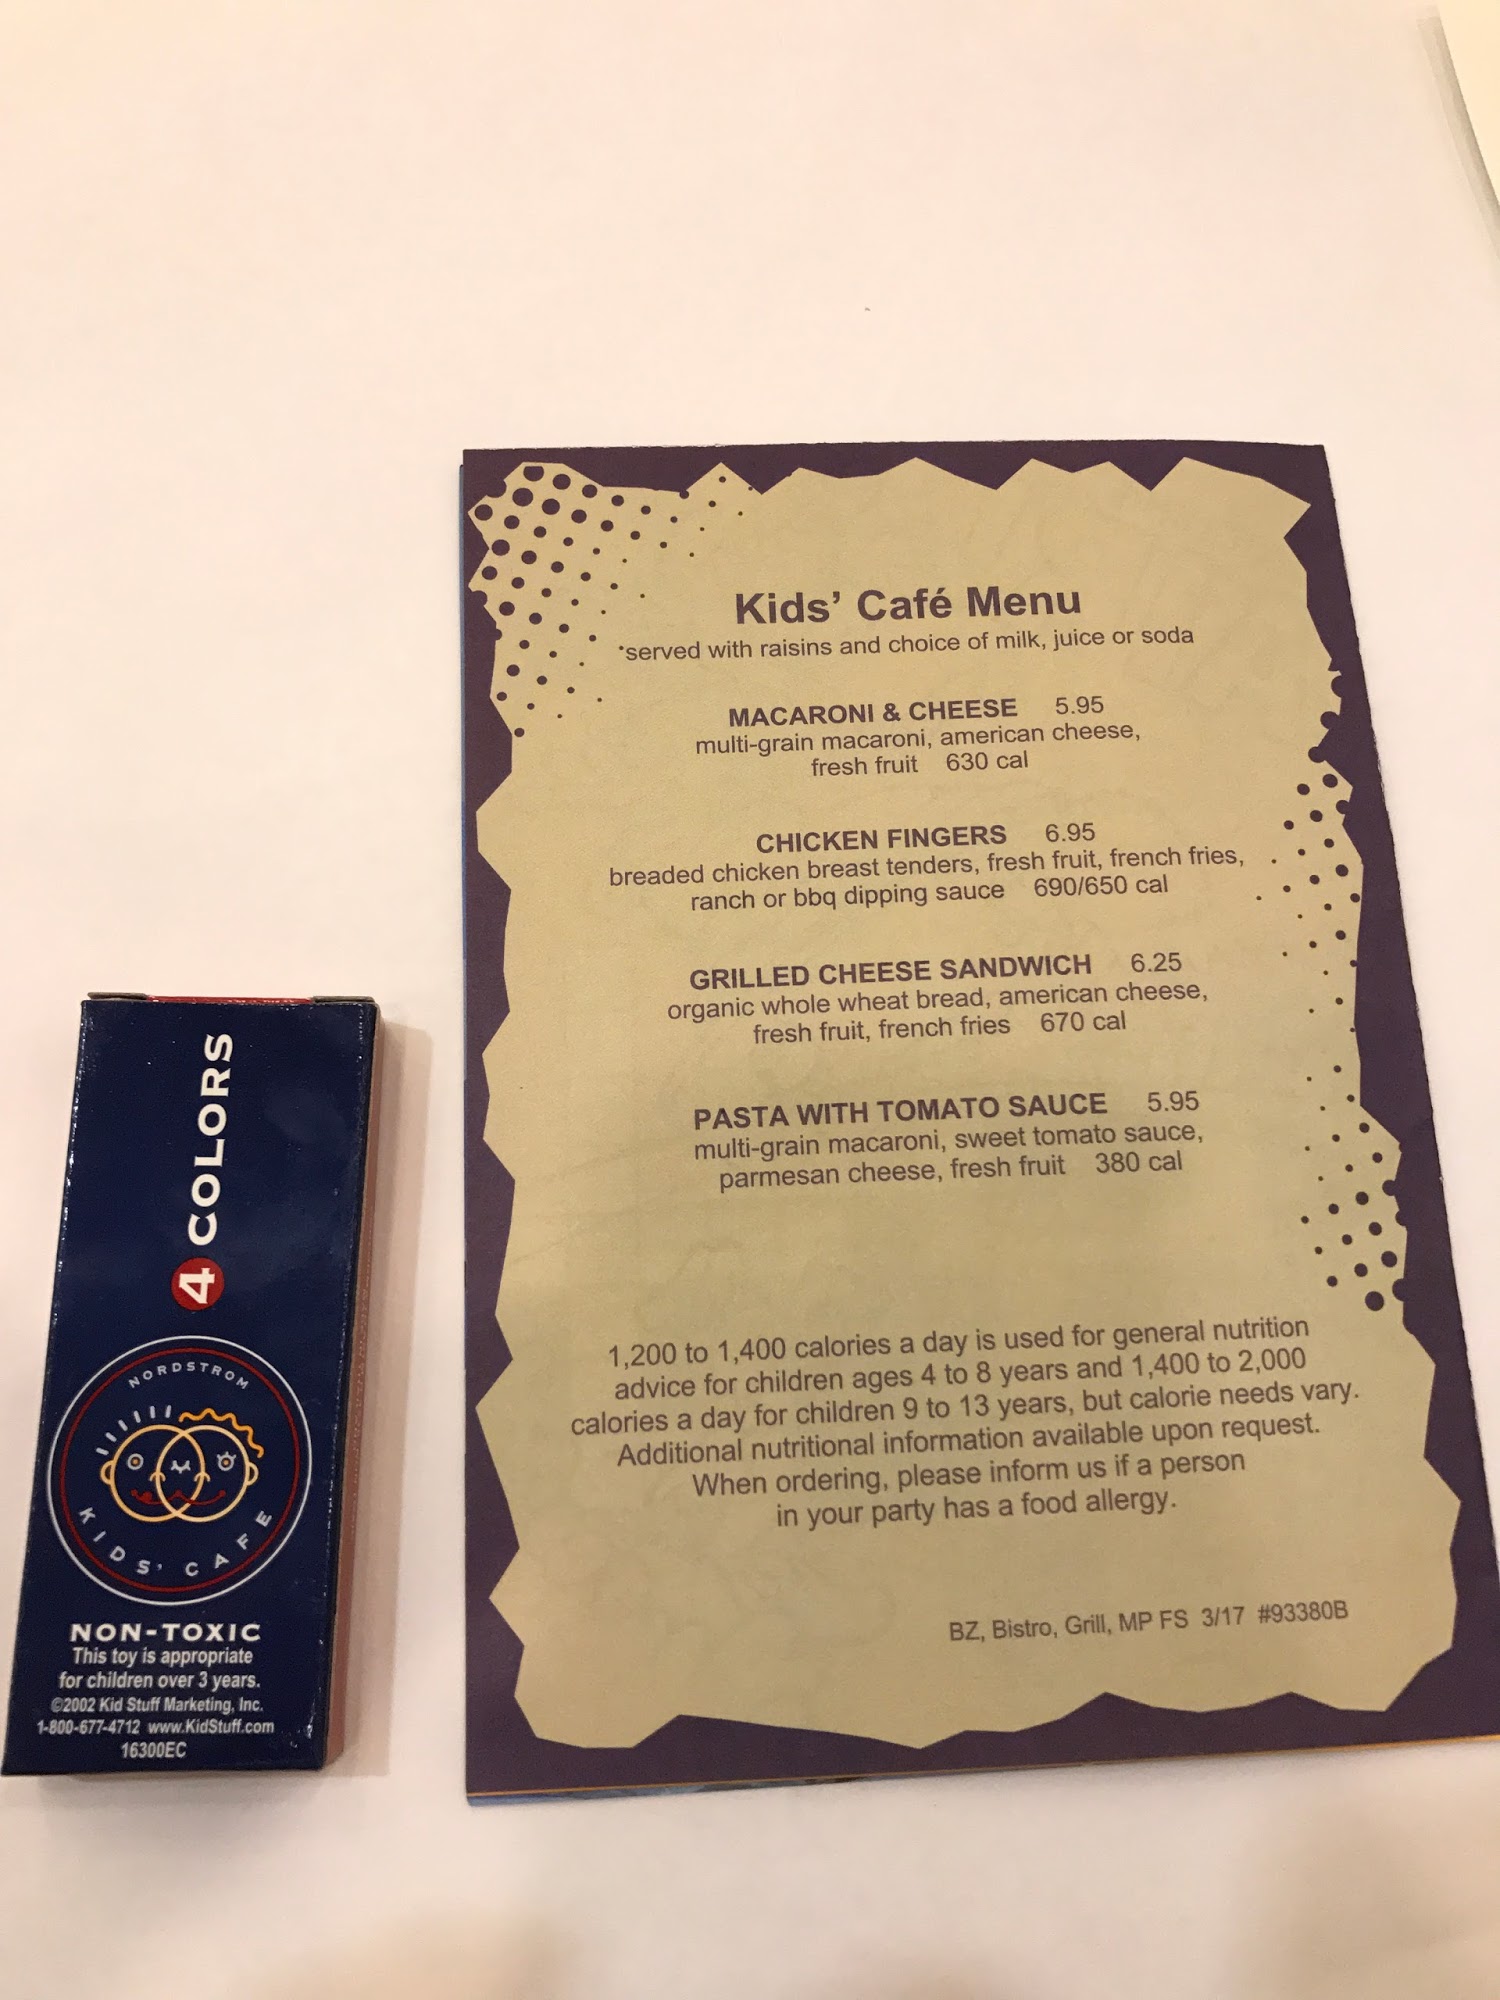 4 COLORS
NORDSTROM
KIDS' CAFE
NON-TOXIC
This toy is appropriate
for children over 3 years.
©2002 Kid Stuff Marketing, Inc.
1-800-677-4712 www.KidStuff.com
16300EC
Kids' Café Menu
*served with raisins and choice of milk, juice or soda
MACARONI & CHEESE 5.95
multi-grain macaroni, american cheese,
fresh fruit 630 cal
CHICKEN FINGERS 6.95
breaded chicken breast tenders, fresh fruit, french fries,
ranch or bbq dipping sauce 690/650 cal
GRILLED CHEESE SANDWICH 6.25
organic whole wheat bread, american cheese,
fresh fruit, french fries 670 cal
PASTA WITH TOMATO SAUCE 5.95
multi-grain macaroni, sweet tomato sauce,
parmesan cheese, fresh fruit 380 cal
1,200 to 1,400 calories a day is used for general nutrition
advice for children ages 4 to 8 years and 1,400 to 2,000
calories a day for children 9 to 13 years, but calorie needs vary.
Additional nutritional information available upon request.
When ordering, please inform us if a person
in your party has a food allergy.
BZ, Bistro, Grill, MP FS 3/17 #93380B